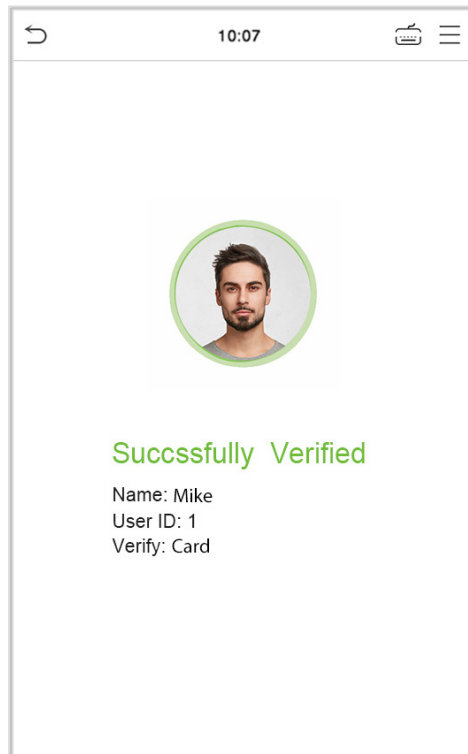 10:07
Succssfully Verified
Name: Mike
User ID: 1
Verify: Card